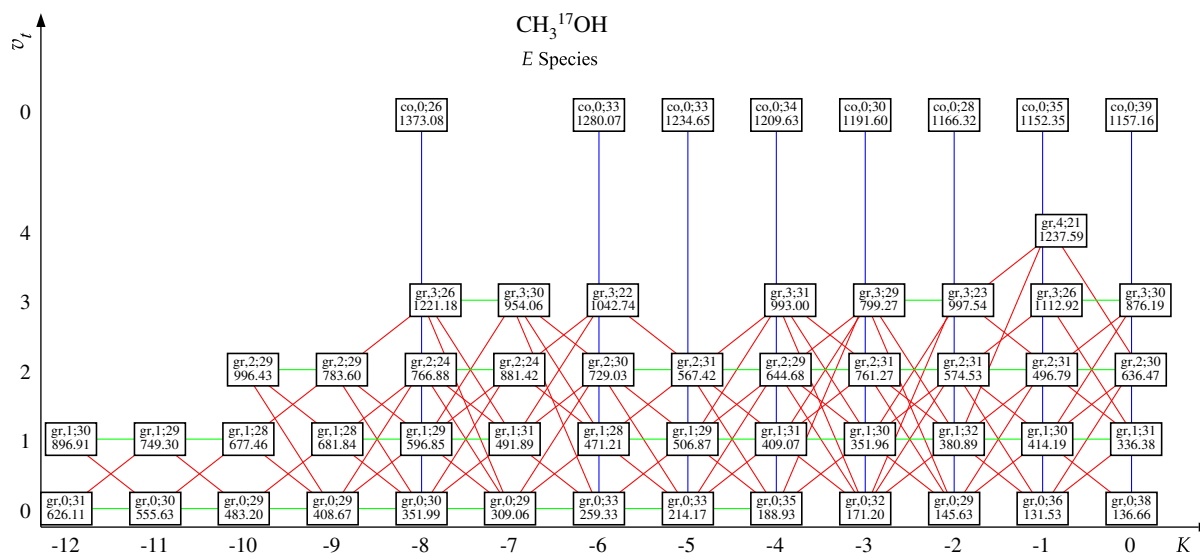 CH₃¹⁷OH
E Species
v_t
0
co,0;26
1373.08
co,0;33
1280.07
co,0;33
1234.65
co,0;34
1209.63
co,0;30
1191.60
co,0;28
1166.32
co,0;35
1152.35
co,0;39
1157.16
4
gr,4;21
1237.59
3
gr,3;26
1221.18
gr,3;30
954.06
gr,3;22
1042.74
gr,3;31
993.00
gr,3;29
799.27
gr,3;23
997.54
gr,3;26
1112.92
gr,3;30
876.19
2
gr,2;29
996.43
gr,2;29
783.60
gr,2;24
766.88
gr,2;24
881.42
gr,2;30
729.03
gr,2;31
567.42
gr,2;29
644.68
gr,2;31
761.27
gr,2;31
574.53
gr,2;31
496.79
gr,2;30
636.47
1
gr,1;30
896.91
gr,1;29
749.30
gr,1;28
677.46
gr,1;28
681.84
gr,1;29
596.85
gr,1;31
491.89
gr,1;28
471.21
gr,1;29
506.87
gr,1;31
409.07
gr,1;30
351.96
gr,1;32
380.89
gr,1;30
414.19
gr,1;31
336.38
0
gr,0;31
626.11
gr,0;30
555.63
gr,0;29
483.20
gr,0;29
408.67
gr,0;30
351.99
gr,0;29
309.06
gr,0;33
259.33
gr,0;33
214.17
gr,0;35
188.93
gr,0;32
171.20
gr,0;29
145.63
gr,0;36
131.53
gr,0;38
136.66
-12 -11 -10 -9 -8 -7 -6 -5 -4 -3 -2 -1 0 K